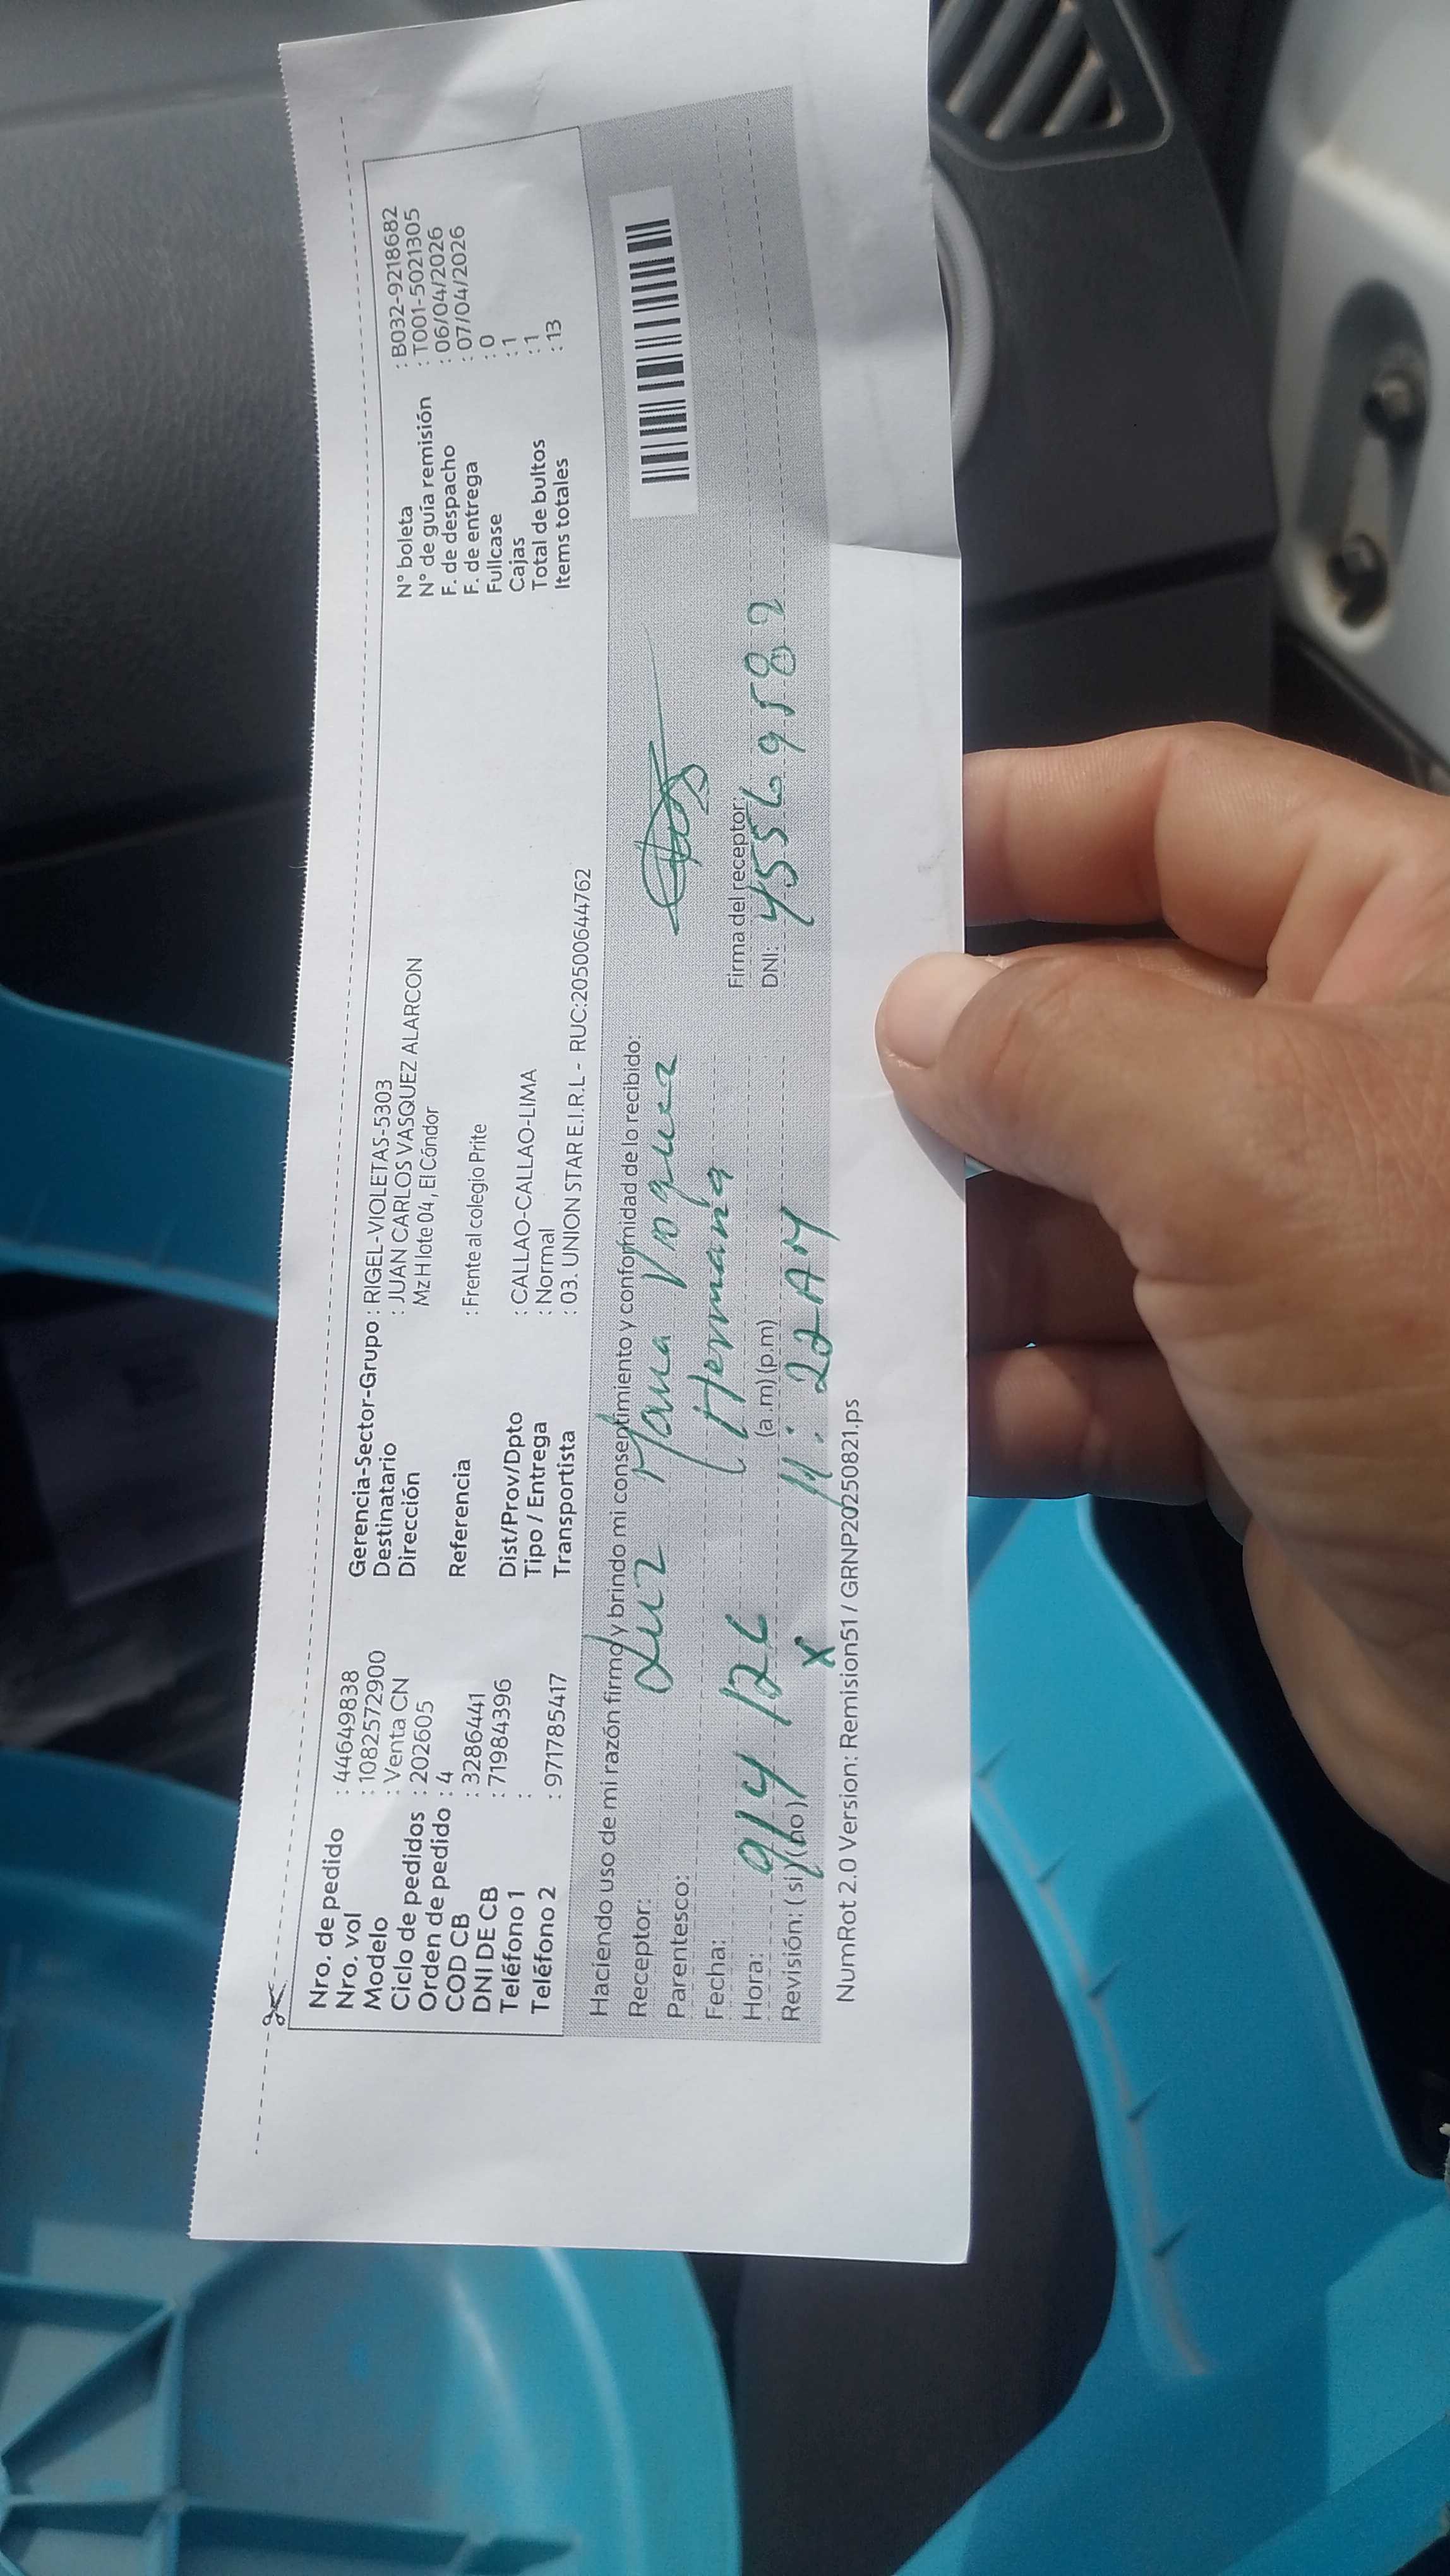 Nro. de pedido : 44649838
Nro. vol : 1082572900
Modelo : Venta CN
Ciclo de pedidos : 202605
Orden de pedido : 4
COD CB : 3286441
DNI DE CB : 71984396
Teléfono 1 :
Teléfono 2 : 971785417
Gerencia-Sector-Grupo : RIGEL-VIOLETAS-5303
Destinatario : JUAN CARLOS VASQUEZ ALARCON
Dirección Mz H lote 04, El Cóndor
Referencia : Frente al colegio Prite
Dist/Prov/Dpto : CALLAO-CALLAO-LIMA
Tipo / Entrega : Normal
Transportista : 03. UNION STAR E.I.R.L - RUC:20500644762
N° boleta : B032-9218682
N° de guía remisión : T001-5021305
F. de despacho : 06/04/2026
F. de entrega : 07/04/2026
Fullcase : 0
Cajas : 1
Total de bultos : 1
Items totales : 13
Haciendo uso de mi razón firmo y brindo mi consentimiento y conformidad de lo recibido:
Receptor: Luz Maria
Parentesco: Hermana
Fecha: 9/4/26
Hora: 11:22 AM (a.m) (p.m)
Revisión: ( si ) ( no ) x
Firma del receptor:
DNI: 45569582
NumRot 2.0 Version: Remision51 / GRNP20250821.ps